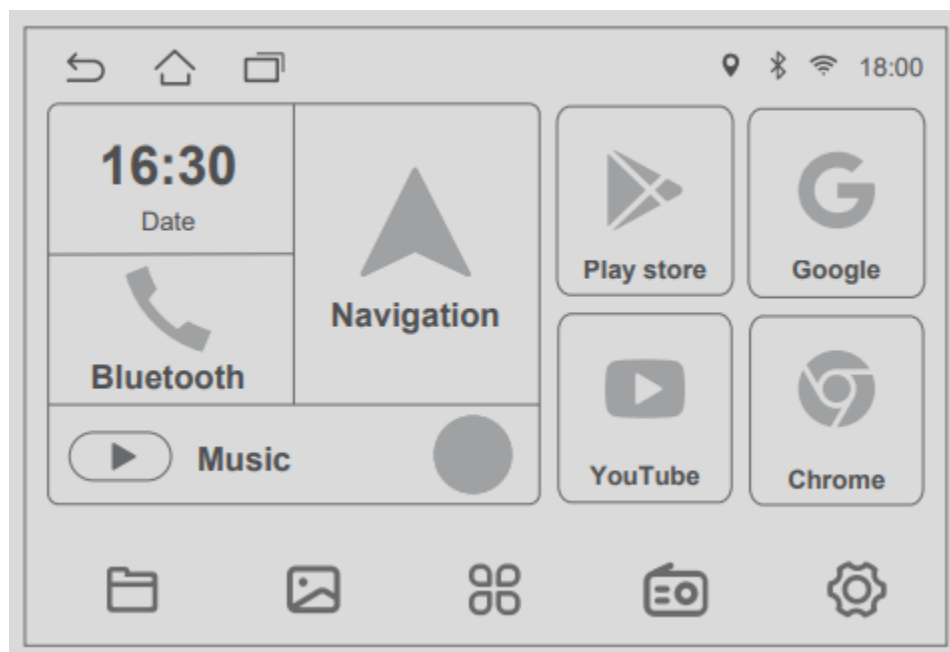 18:00
16:30
Date
Navigation
Bluetooth
Music
Play store
Google
YouTube
Chrome